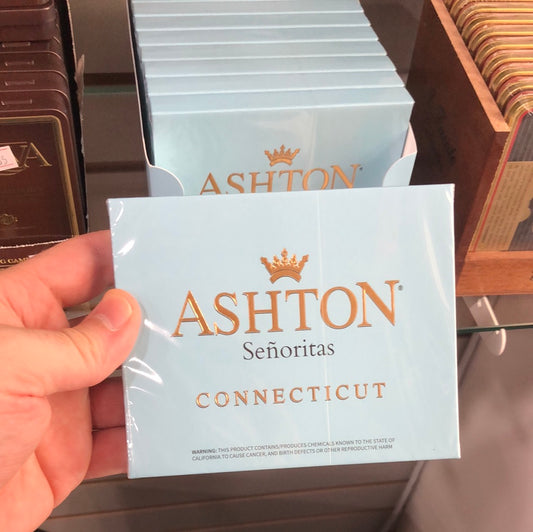 ASHTON
ASHTON®
Señoritas
CONNECTICUT
WARNING: THIS PRODUCT CONTAINS/PRODUCES CHEMICALS KNOWN TO THE STATE OF
CALIFORNIA TO CAUSE CANCER, AND BIRTH DEFECTS OR OTHER REPRODUCTIVE HARM